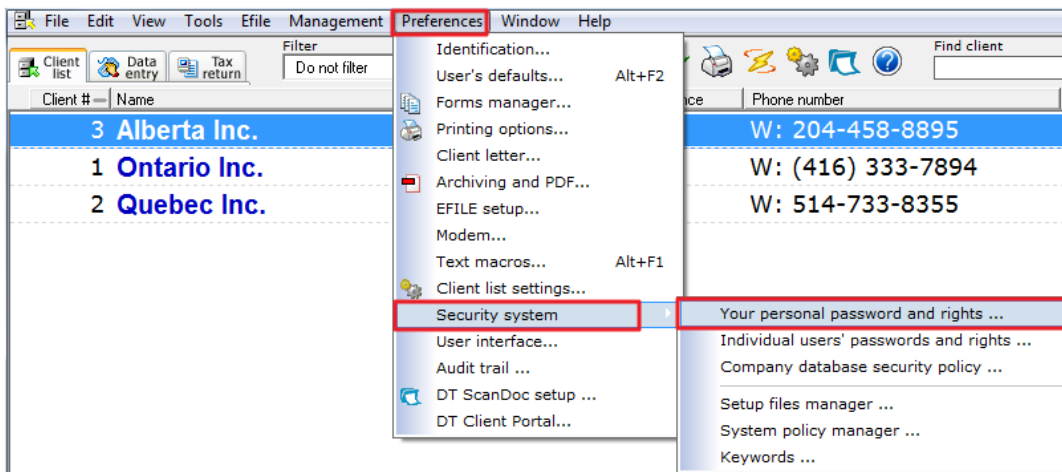 File Edit View Tools Efile Management Preferences Window Help
Client list
Data entry
Tax return
Filter
Do not filter
Find client
Client # Name
Phone number
3 Alberta Inc. W: 204-458-8895
1 Ontario Inc. W: (416) 333-7894
2 Quebec Inc. W: 514-733-8355
Identification...
User's defaults... Alt+F2
Forms manager...
Printing options...
Client letter...
Archiving and PDF...
EFILE setup...
Modem...
Text macros... Alt+F1
Client list settings...
Security system
User interface...
Audit trail ...
DT ScanDoc setup ...
DT Client Portal...
Your personal password and rights ...
Individual users' passwords and rights ...
Company database security policy ...
Setup files manager ...
System policy manager ...
Keywords ...